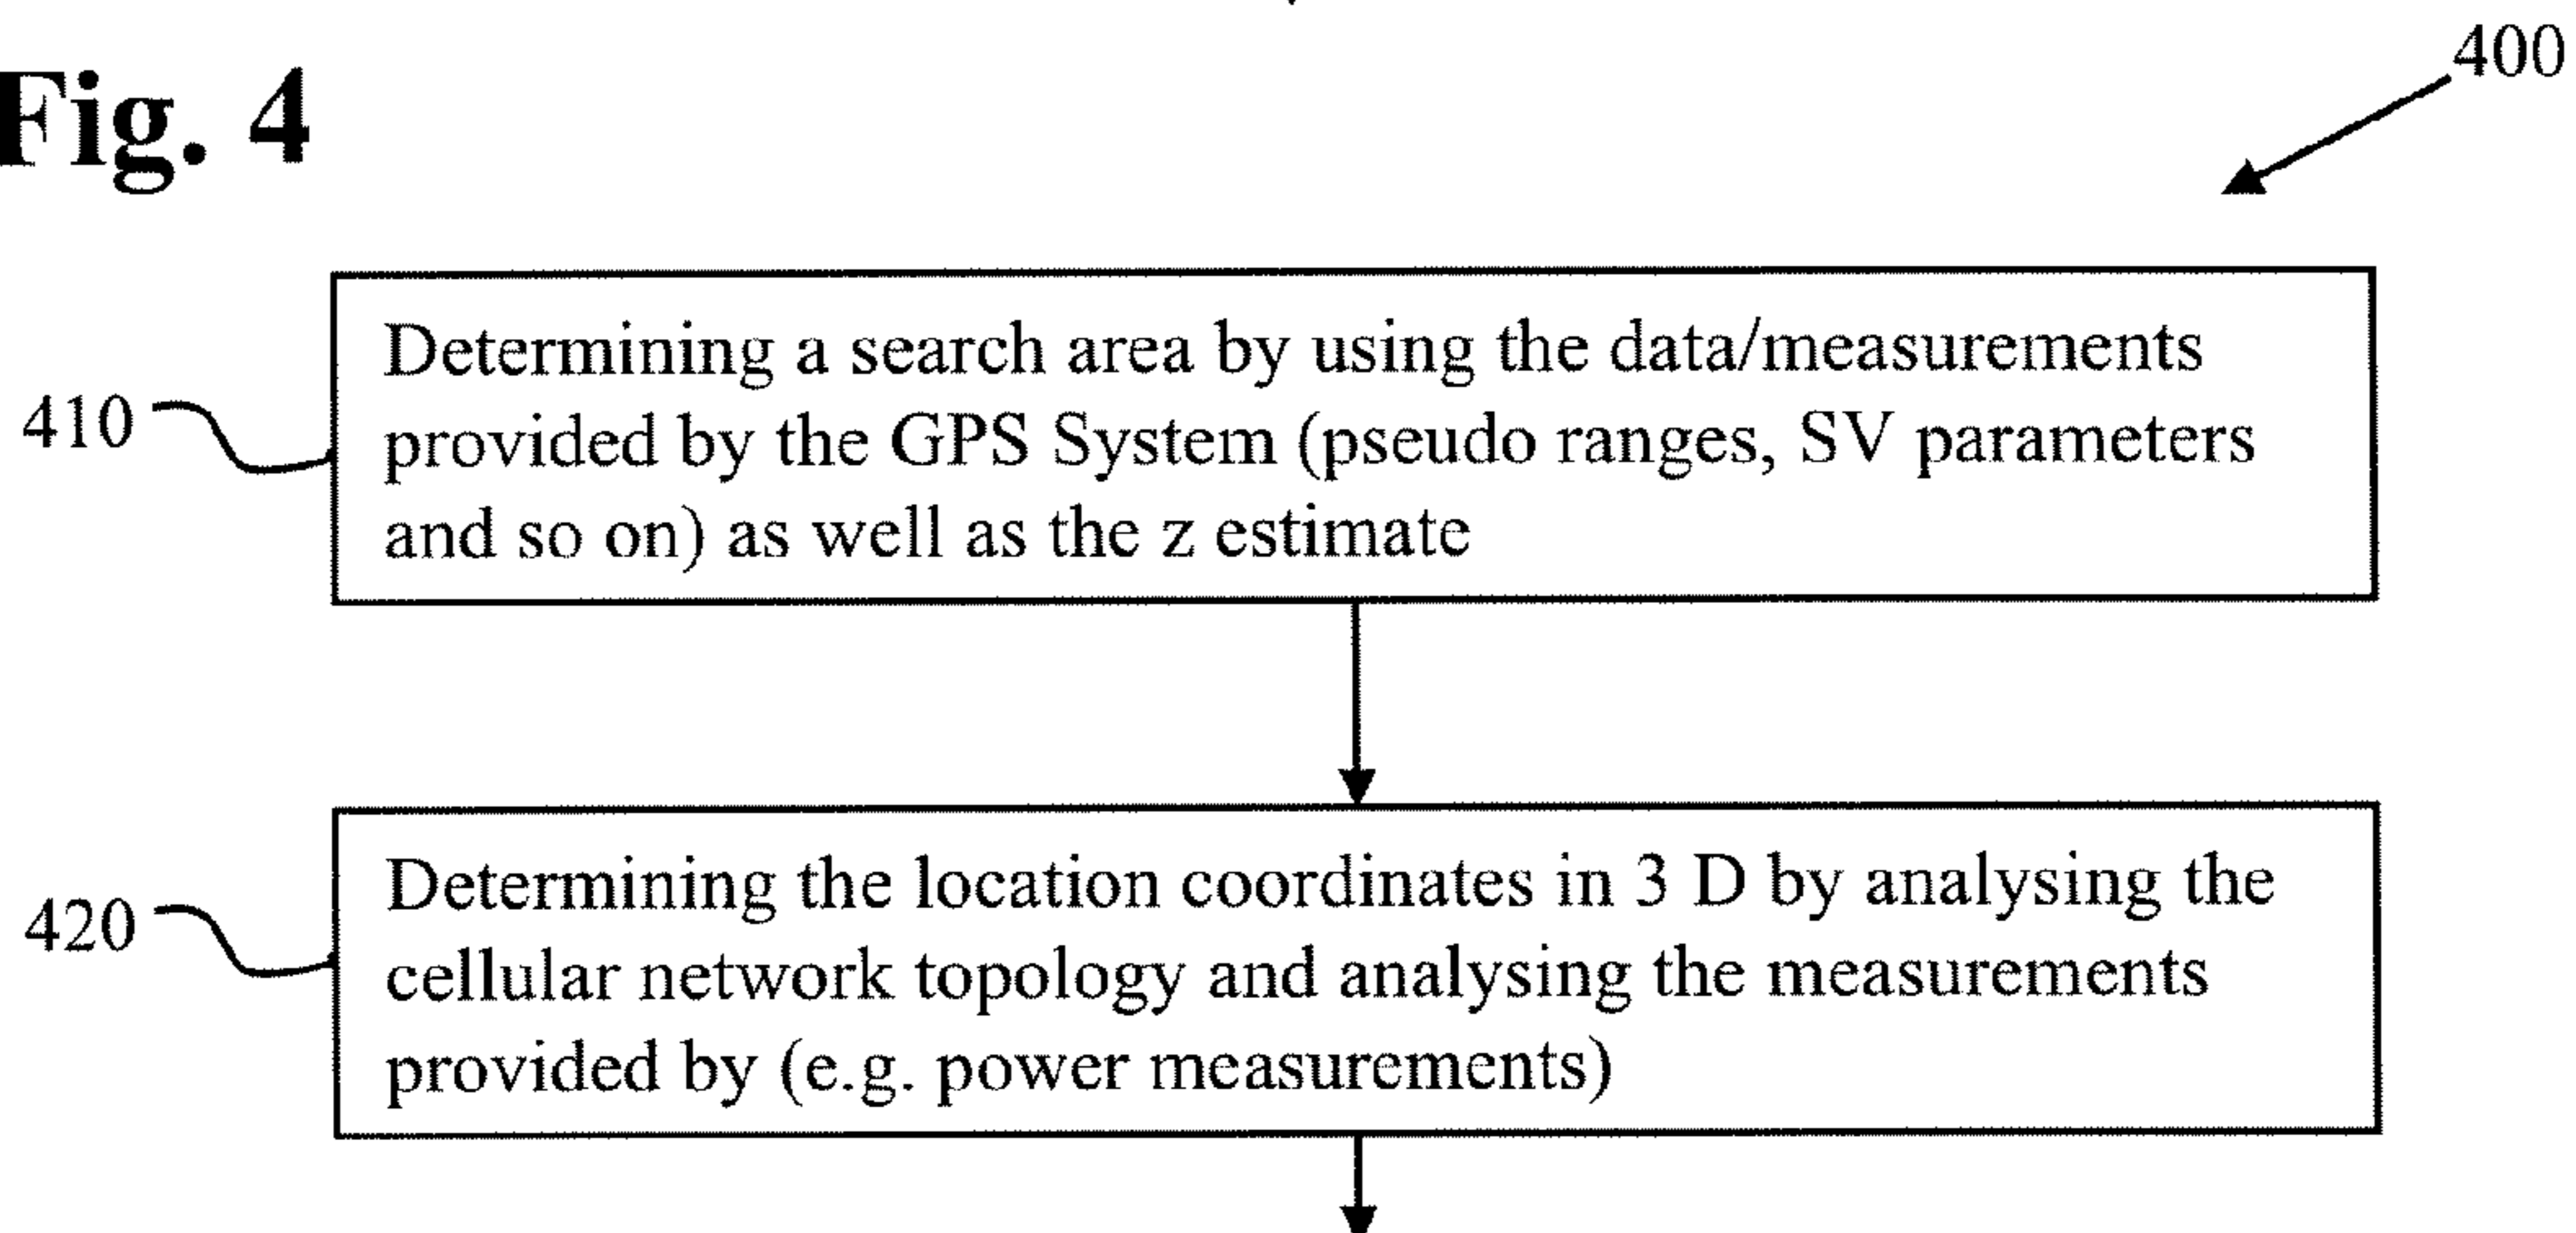 Fig. 4
400
410
Determining a search area by using the data/measurements
provided by the GPS System (pseudo ranges, SV parameters
and so on) as well as the z estimate
420
Determining the location coordinates in 3 D by analysing the
cellular network topology and analysing the measurements
provided by (e.g. power measurements)